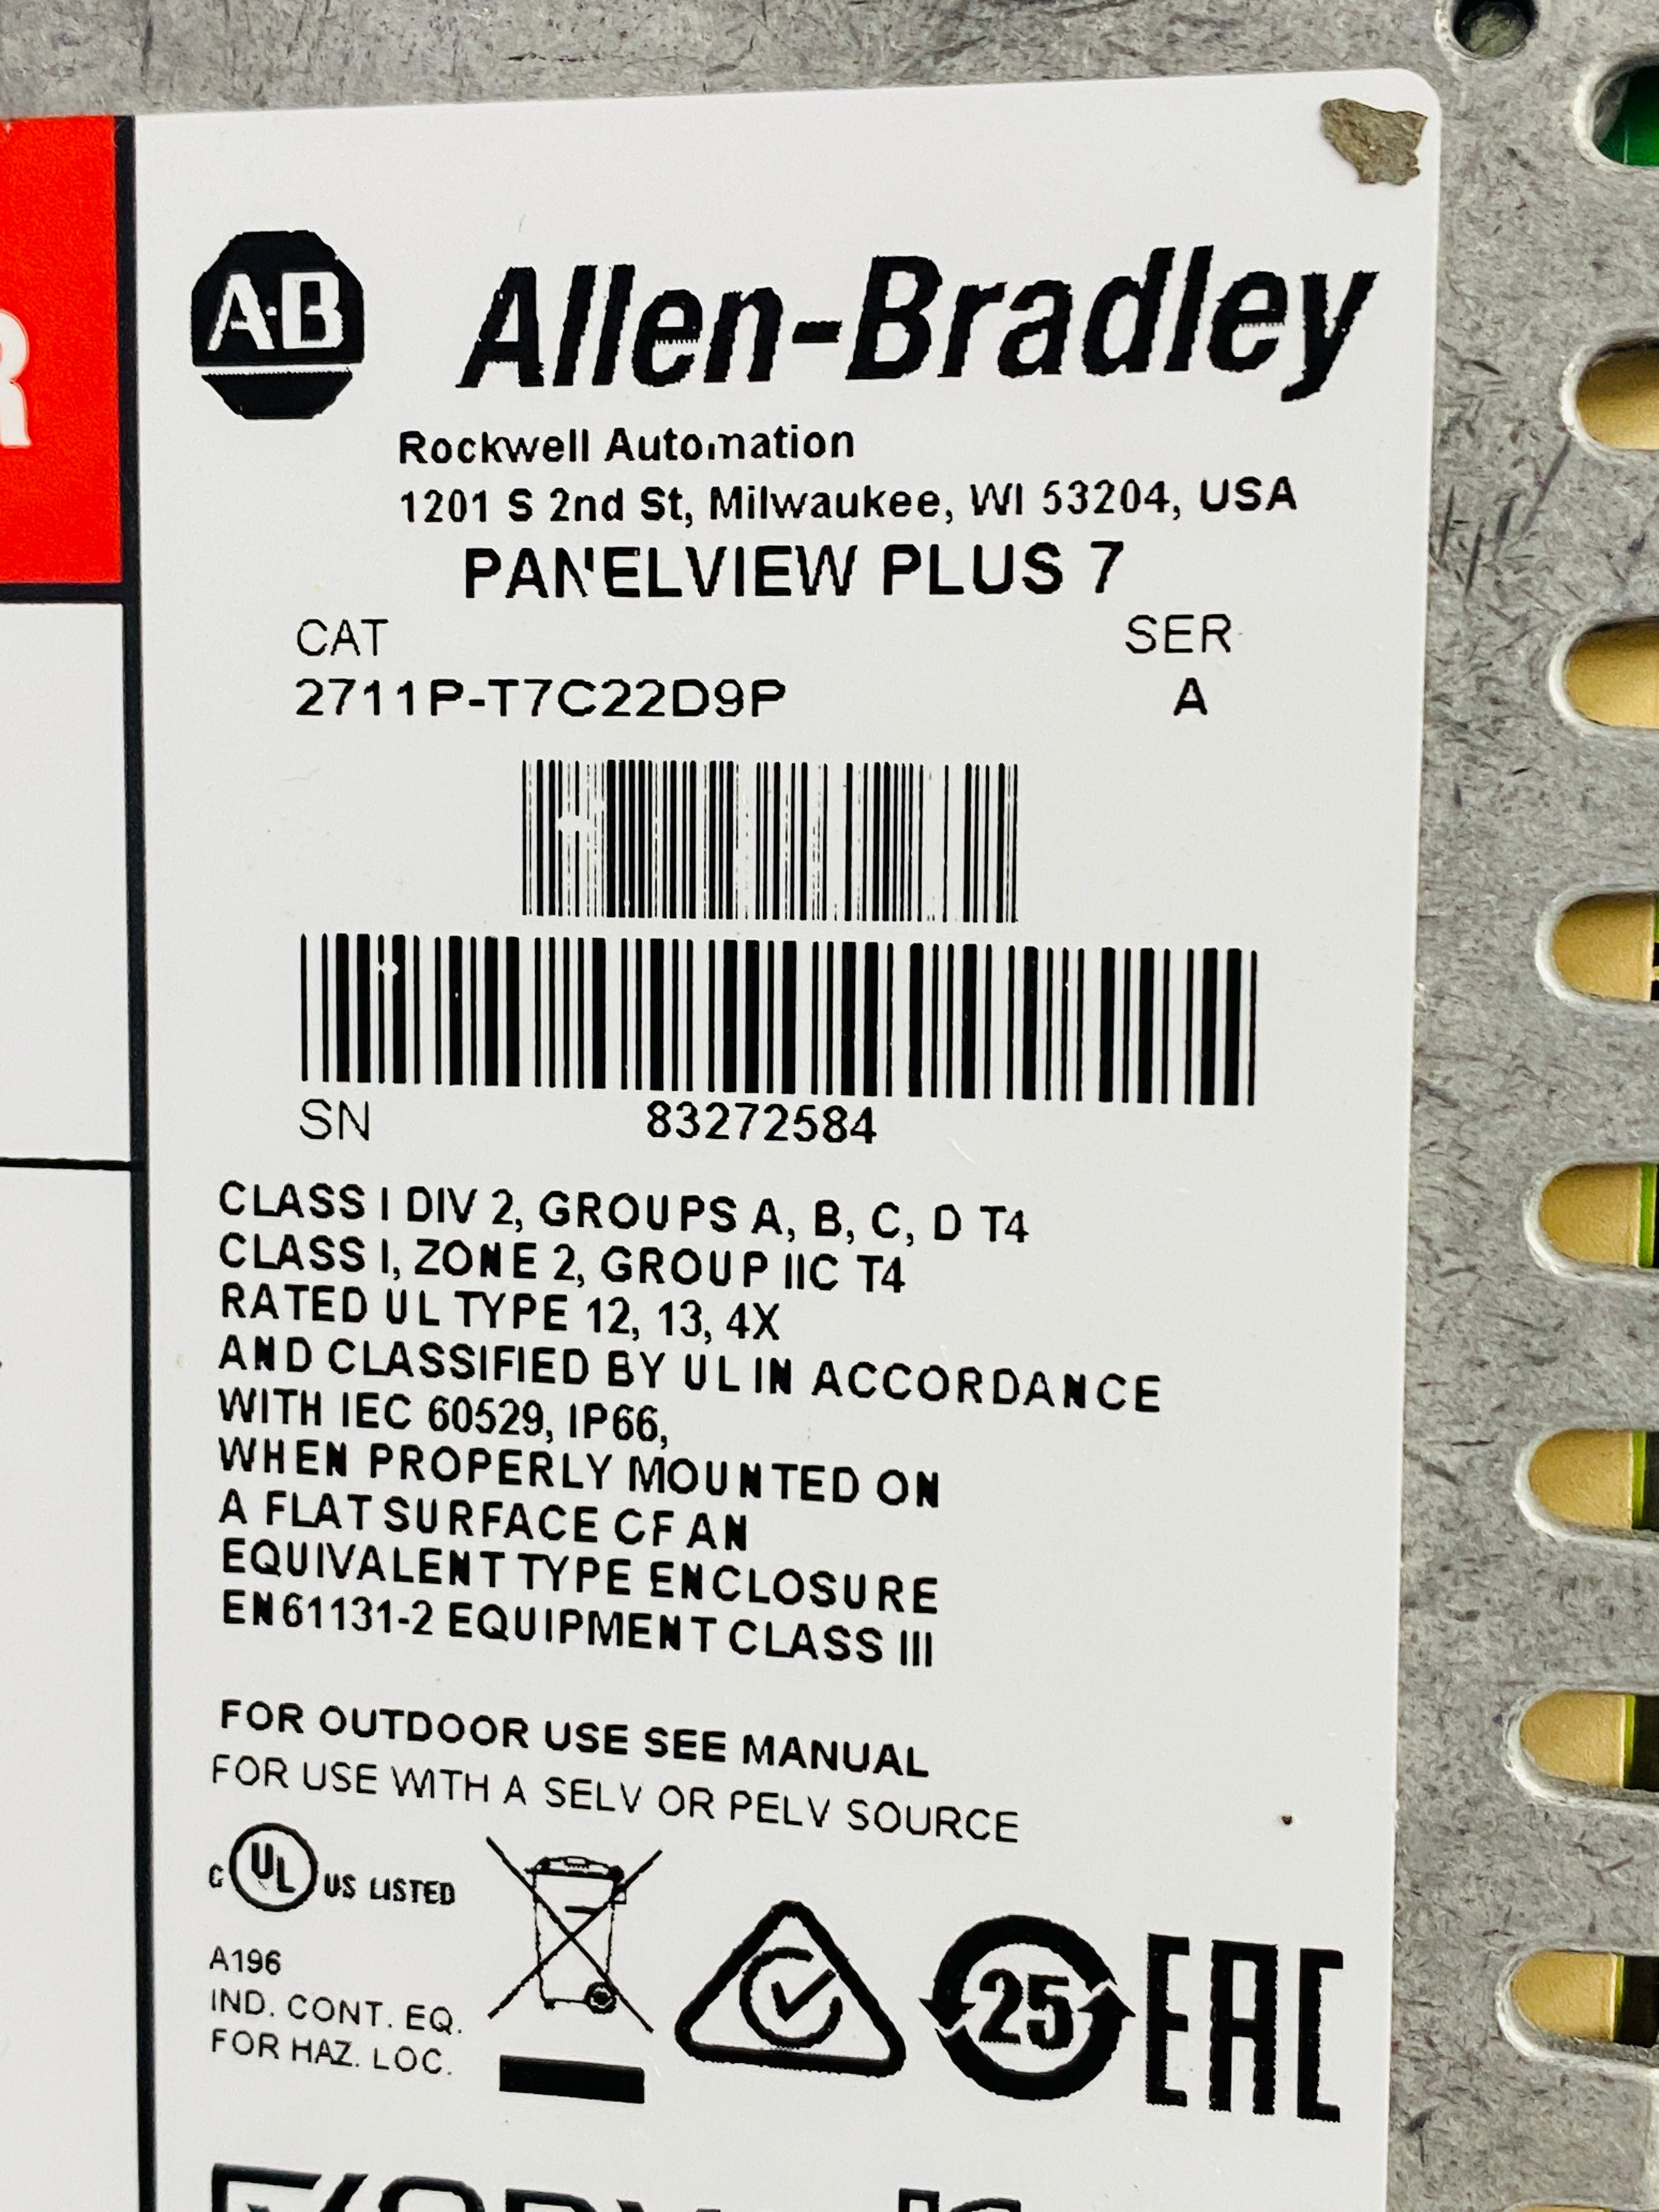 A·B Allen-Bradley
Rockwell Automation
1201 S 2nd St, Milwaukee, WI 53204, USA
PANELVIEW PLUS 7
CAT SER
2711P-T7C22D9P A
SN 83272584
CLASS I DIV 2, GROUPS A, B, C, D T4
CLASS I, ZONE 2, GROUP IIC T4
RATED UL TYPE 12, 13, 4X
AND CLASSIFIED BY UL IN ACCORDANCE
WITH IEC 60529, IP66,
WHEN PROPERLY MOUNTED ON
A FLAT SURFACE OF AN
EQUIVALENT TYPE ENCLOSURE
EN61131-2 EQUIPMENT CLASS III
FOR OUTDOOR USE SEE MANUAL
FOR USE WITH A SELV OR PELV SOURCE
C UL US LISTED
A196
IND. CONT. EQ.
FOR HAZ. LOC.
25
EAC
R